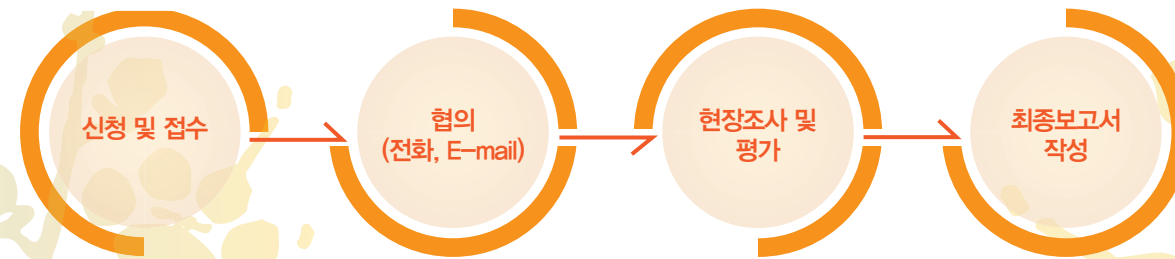 신청 및 접수
협의
(전화, E-mail)
현장조사 및
평가
최종보고서
작성